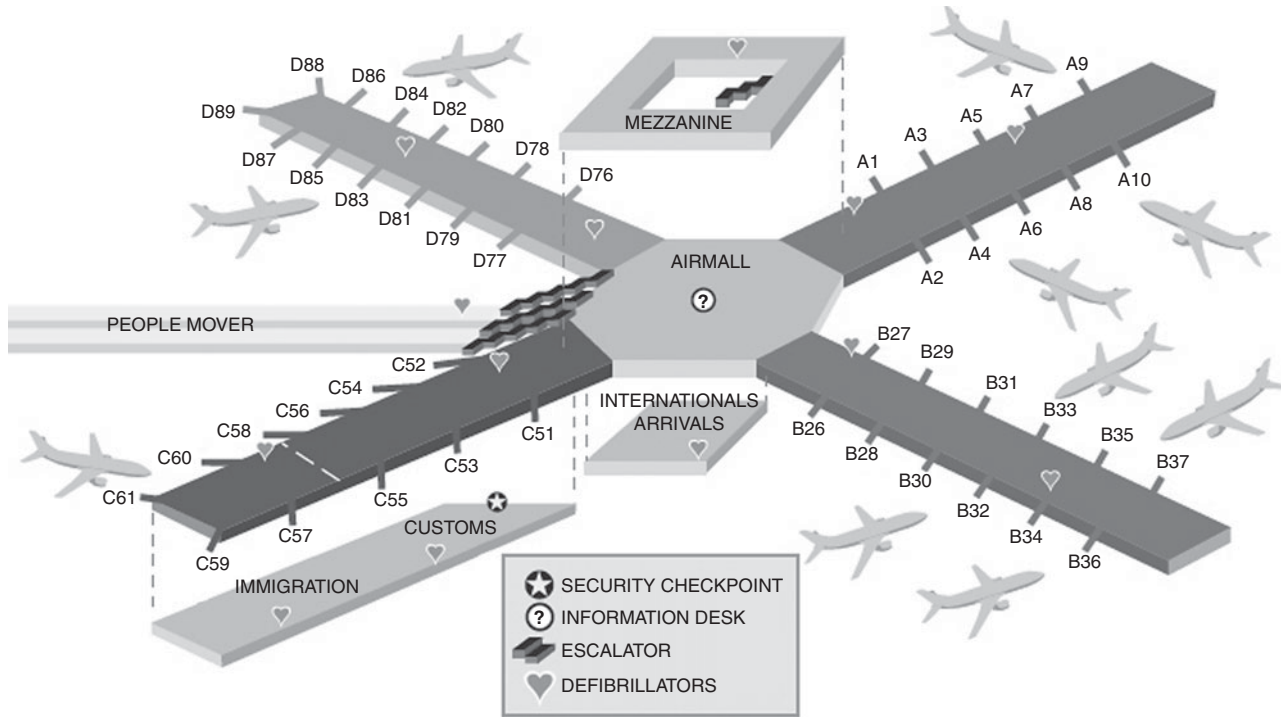 D88
D86
D84
D82
D80
D78
D76
D89
D87
D85
D83
D81
D79
D77
MEZZANINE
A1
A3
A5
A7
A9
A2
A4
A6
A8
A10
AIRMALL
?
PEOPLE MOVER
C52
C54
C56
C58
C60
C61
C51
C53
C55
C57
C59
INTERNATIONALS
ARRIVALS
B27
B29
B31
B33
B35
B37
B26
B28
B30
B32
B34
B36
CUSTOMS
IMMIGRATION
SECURITY CHECKPOINT
? INFORMATION DESK
ESCALATOR
DEFIBRILLATORS